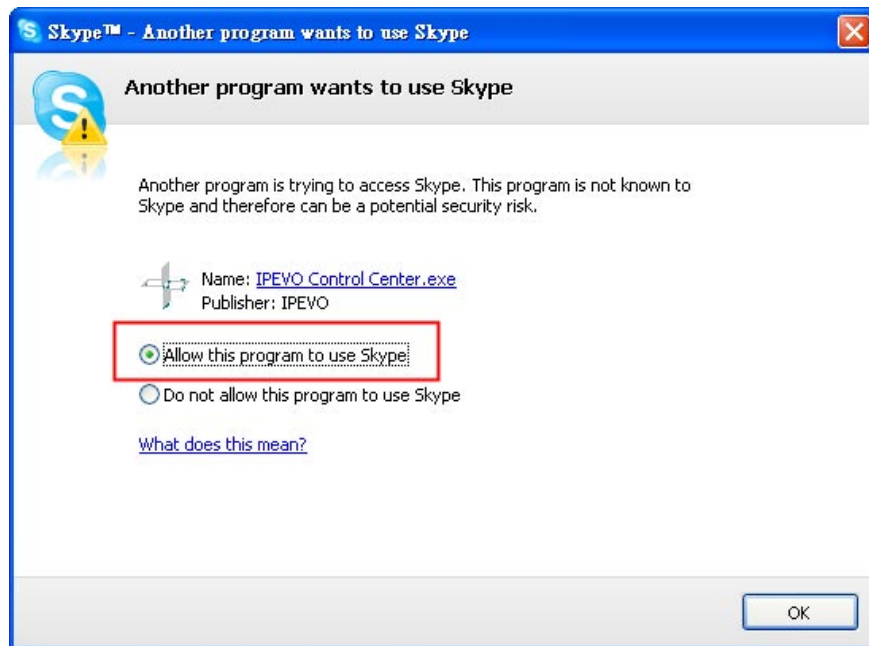 Skype™ - Another program wants to use Skype
Another program wants to use Skype
Another program is trying to access Skype. This program is not known to
Skype and therefore can be a potential security risk.
Name: IPEVO Control Center.exe
Publisher: IPEVO
Allow this program to use Skype
Do not allow this program to use Skype
What does this mean?
OK